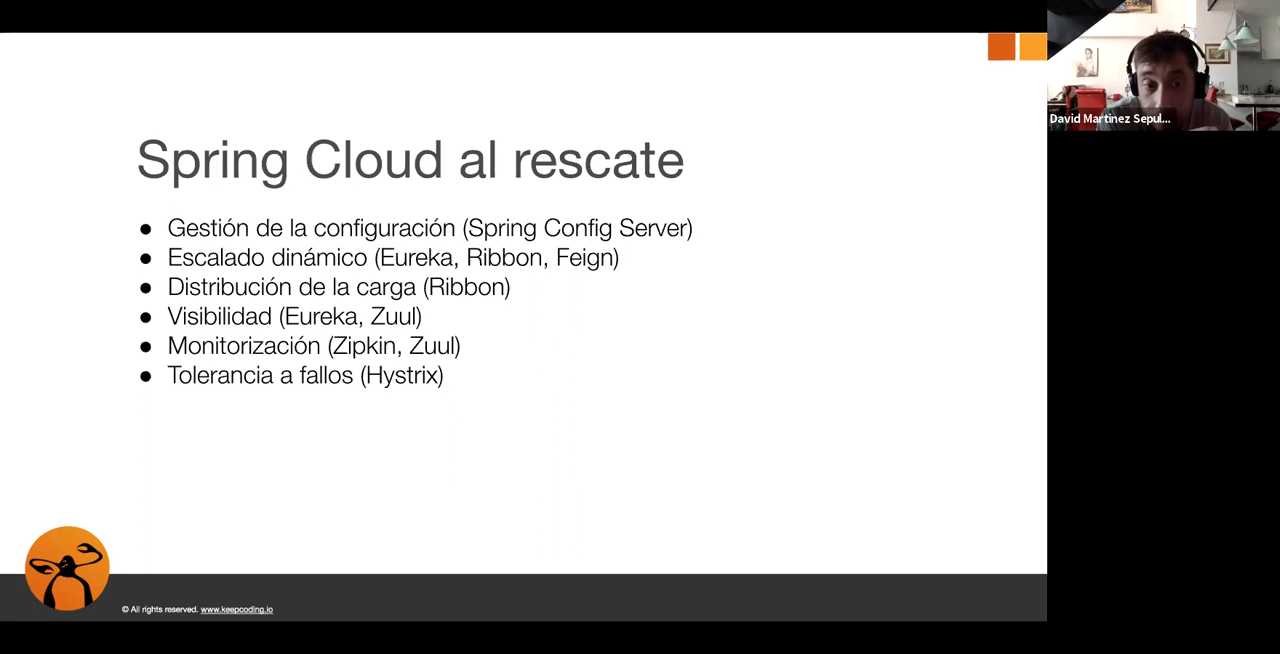 Spring Cloud al rescate
● Gestión de la configuración (Spring Config Server)
● Escalado dinámico (Eureka, Ribbon, Feign)
● Distribución de la carga (Ribbon)
● Visibilidad (Eureka, Zuul)
● Monitorización (Zipkin, Zuul)
● Tolerancia a fallos (Hystrix)
© All rights reserved. www.keepcoding.io
David Martinez Sepul...